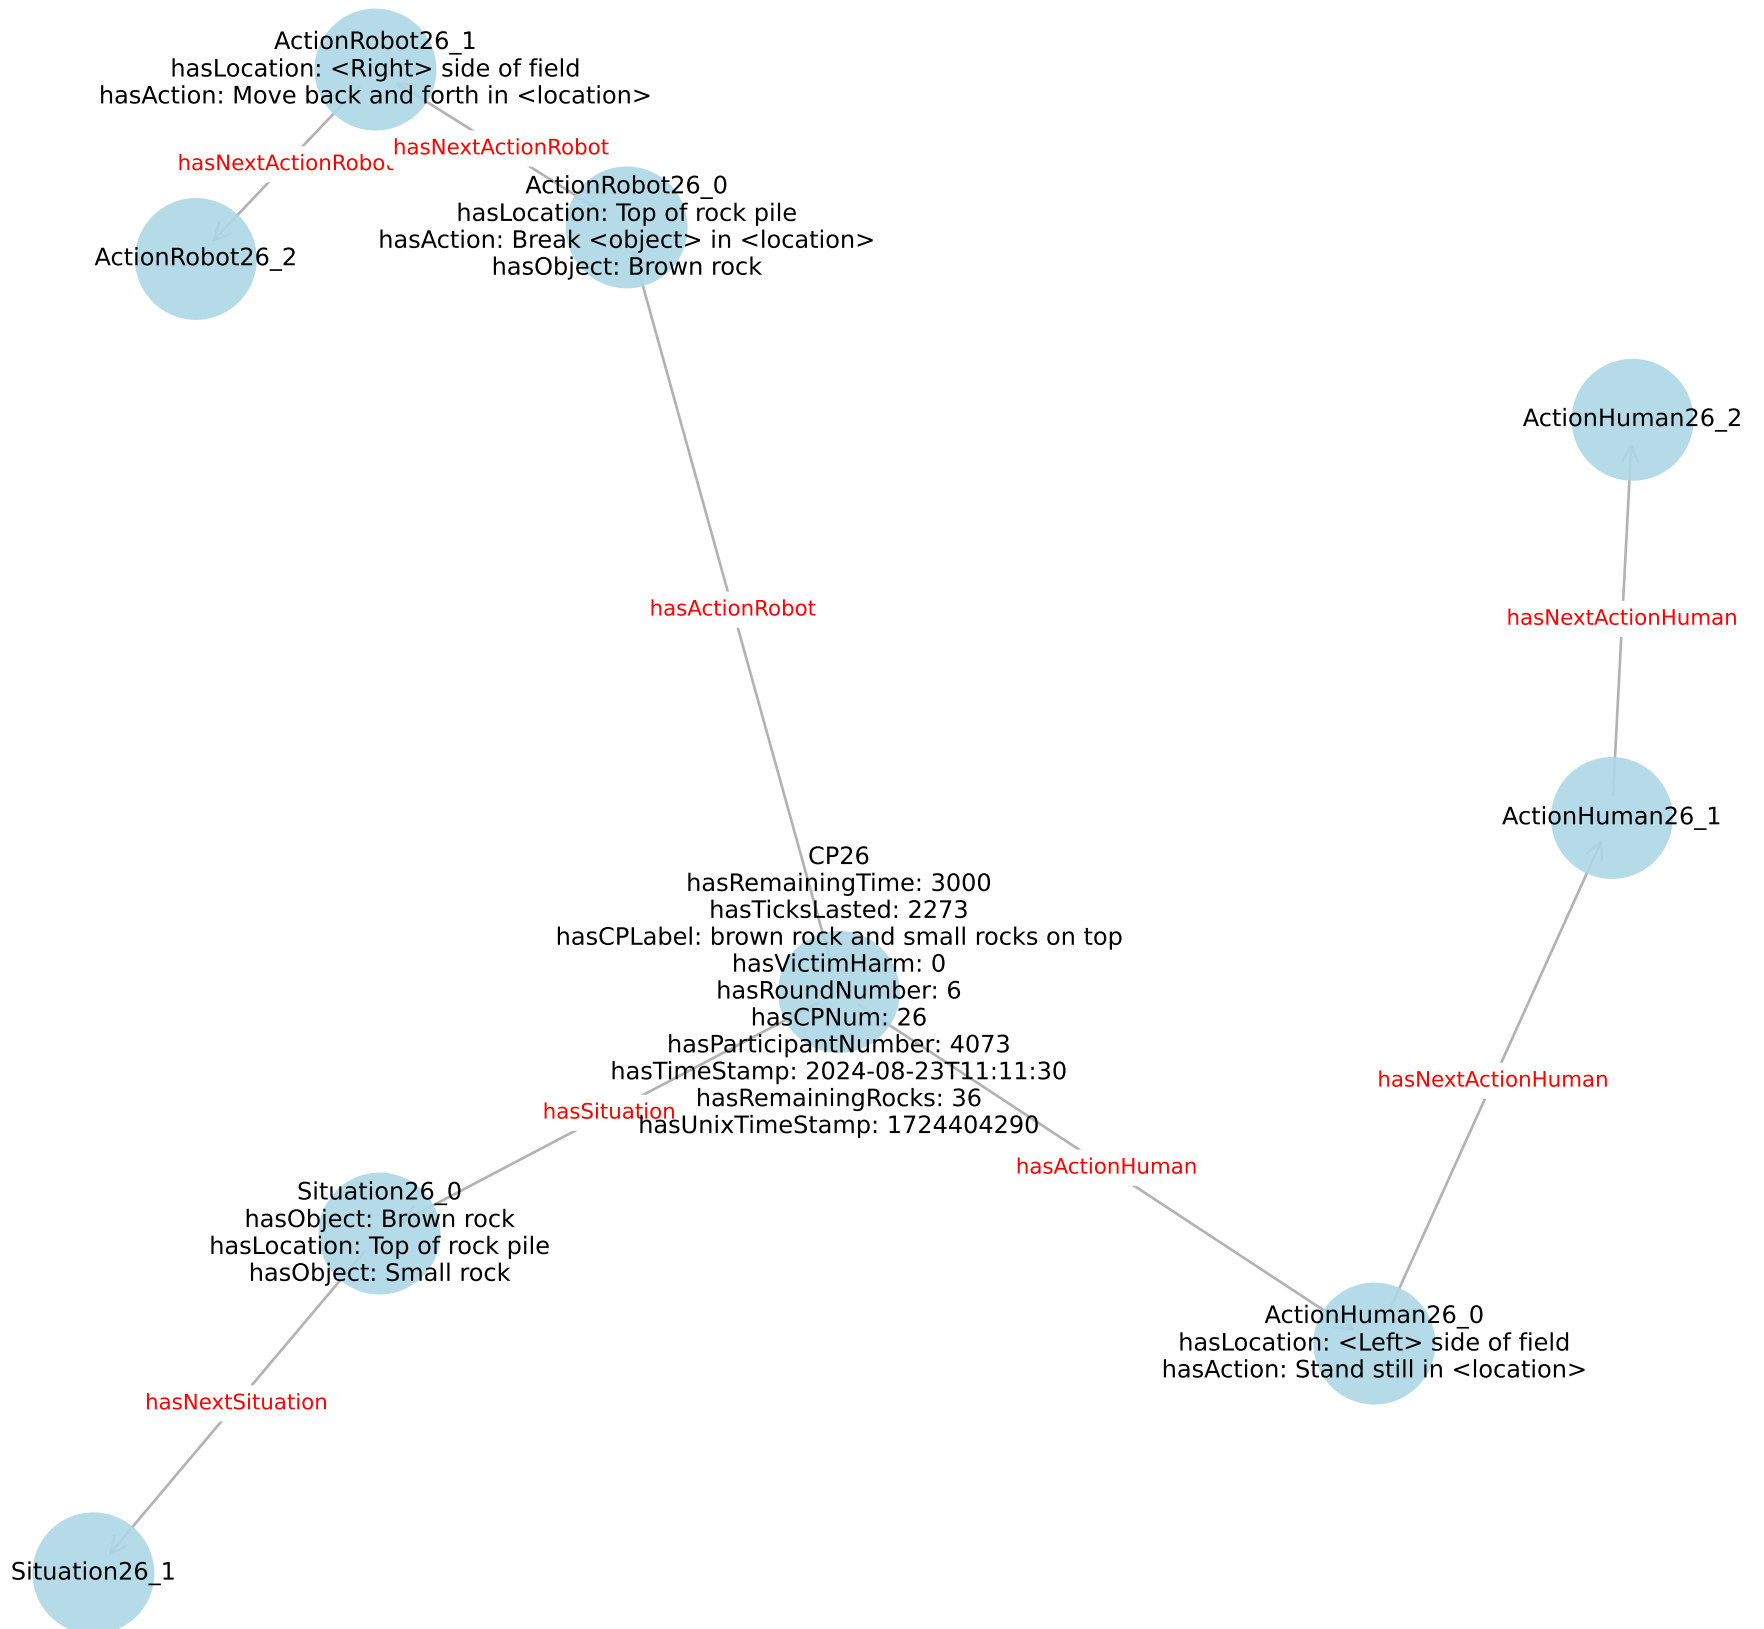 ActionRobot26_1
hasLocation: <Right> side of field
hasAction: Move back and forth in <location>
hasNextActionRobot
hasNextActionRobot
ActionRobot26_0
hasLocation: Top of rock pile
hasAction: Break <object> in <location>
hasObject: Brown rock
ActionRobot26_2
ActionHuman26_2
hasActionRobot
hasNextActionHuman
ActionHuman26_1
CP26
hasRemainingTime: 3000
hasTicksLasted: 2273
hasCPLabel: brown rock and small rocks on top
hasVictimHarm: 0
hasRoundNumber: 6
hasCPNum: 26
hasParticipantNumber: 4073
hasTimeStamp: 2024-08-23T11:11:30
hasRemainingRocks: 36
hasUnixTimeStamp: 1724404290
hasNextActionHuman
hasSituation
hasActionHuman
Situation26_0
hasObject: Brown rock
hasLocation: Top of rock pile
hasObject: Small rock
ActionHuman26_0
hasLocation: <Left> side of field
hasAction: Stand still in <location>
hasNextSituation
Situation26_1